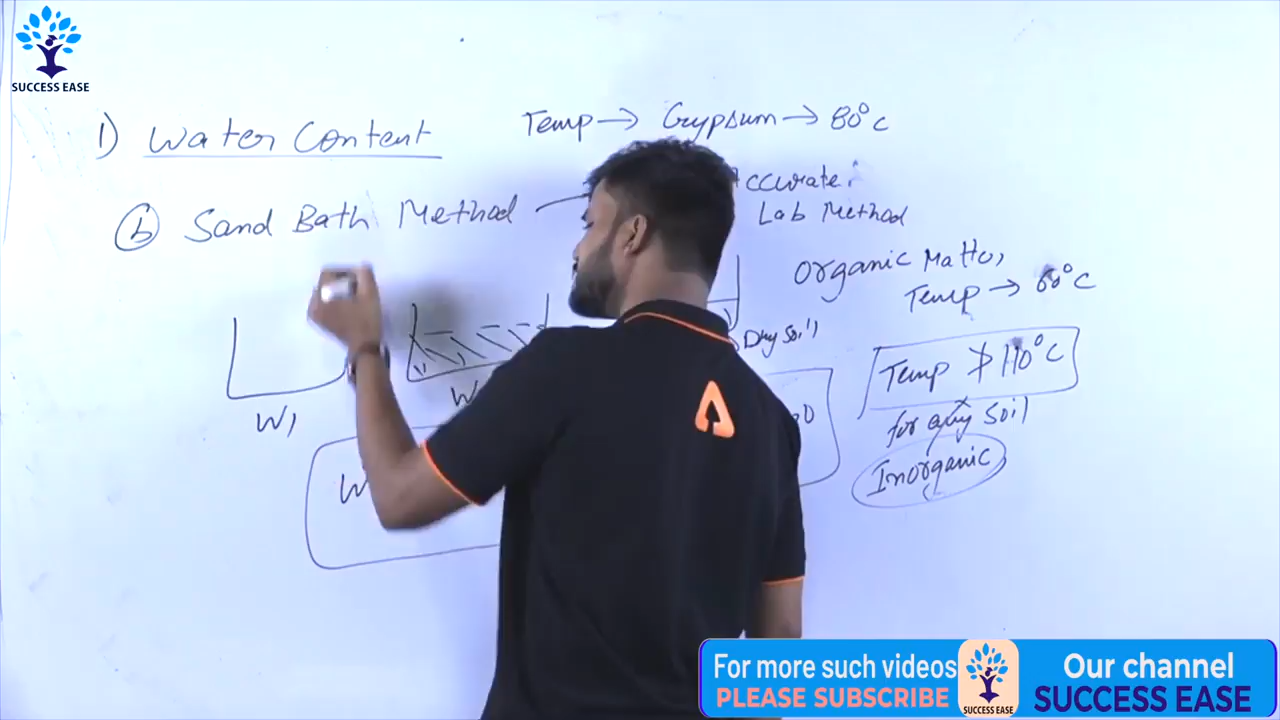 SUCCESS EASE
1) Water Content
Temp → Gypsum → 80°C
(b) Sand Bath Method
Accurate.
Lab Method
Organic Matter,
Temp → 60°C
Dry Soil
W1
Temp ≯ 110°C
for any soil
Inorganic
For more such videos
PLEASE SUBSCRIBE
SUCCESS EASE
Our channel
SUCCESS EASE